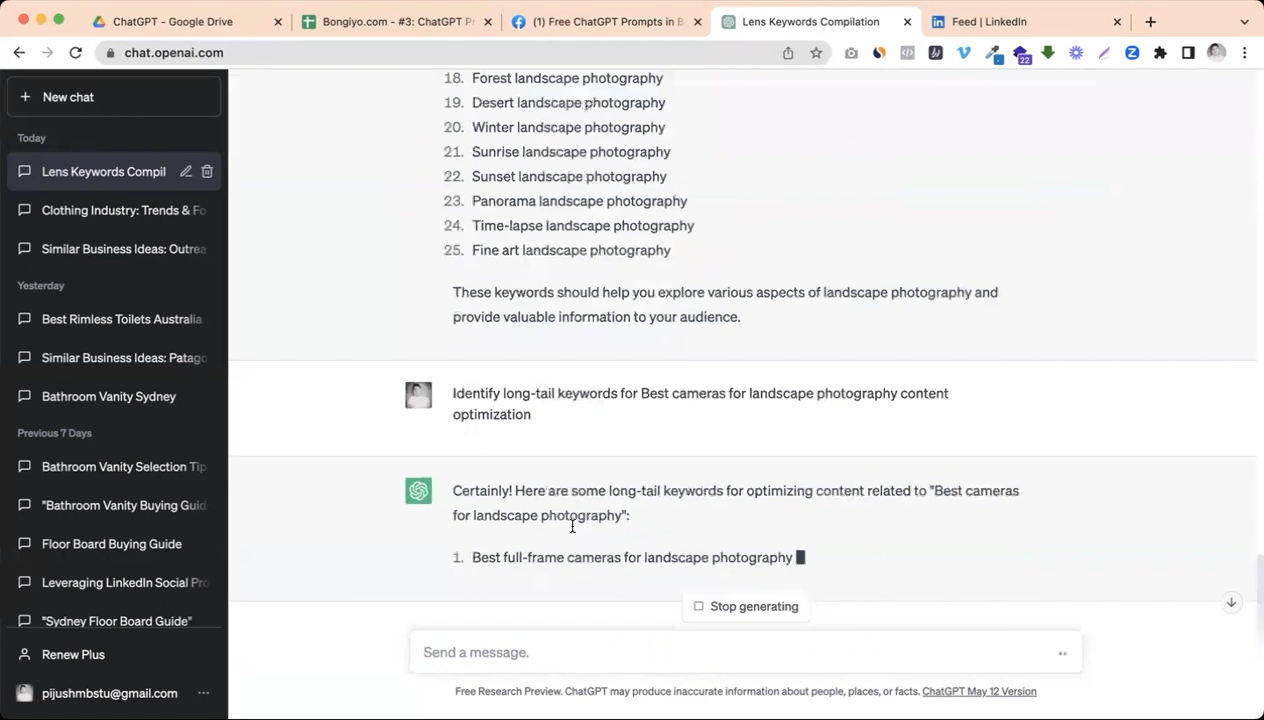 ChatGPT - Google Drive
Bongiyo.com - #3: ChatGPT Pr
(1) Free ChatGPT Prompts in B
Lens Keywords Compilation
Feed | LinkedIn
chat.openai.com
22
New chat
Today
Lens Keywords Compil
Clothing Industry: Trends & Fo
Similar Business Ideas: Outrea
Yesterday
Best Rimless Toilets Australia
Similar Business Ideas: Patago
Bathroom Vanity Sydney
Previous 7 Days
Bathroom Vanity Selection Tip
"Bathroom Vanity Buying Guid
Floor Board Buying Guide
Leveraging LinkedIn Social Pro
"Sydney Floor Board Guide"
Renew Plus
pijushmbstu@gmail.com
18. Forest landscape photography
19. Desert landscape photography
20. Winter landscape photography
21. Sunrise landscape photography
22. Sunset landscape photography
23. Panorama landscape photography
24. Time-lapse landscape photography
25. Fine art landscape photography
These keywords should help you explore various aspects of landscape photography and
provide valuable information to your audience.
Identify long-tail keywords for Best cameras for landscape photography content
optimization
Certainly! Here are some long-tail keywords for optimizing content related to "Best cameras
for landscape photography":
1. Best full-frame cameras for landscape photography
Stop generating
Send a message.
Free Research Preview. ChatGPT may produce inaccurate information about people, places, or facts. ChatGPT May 12 Version